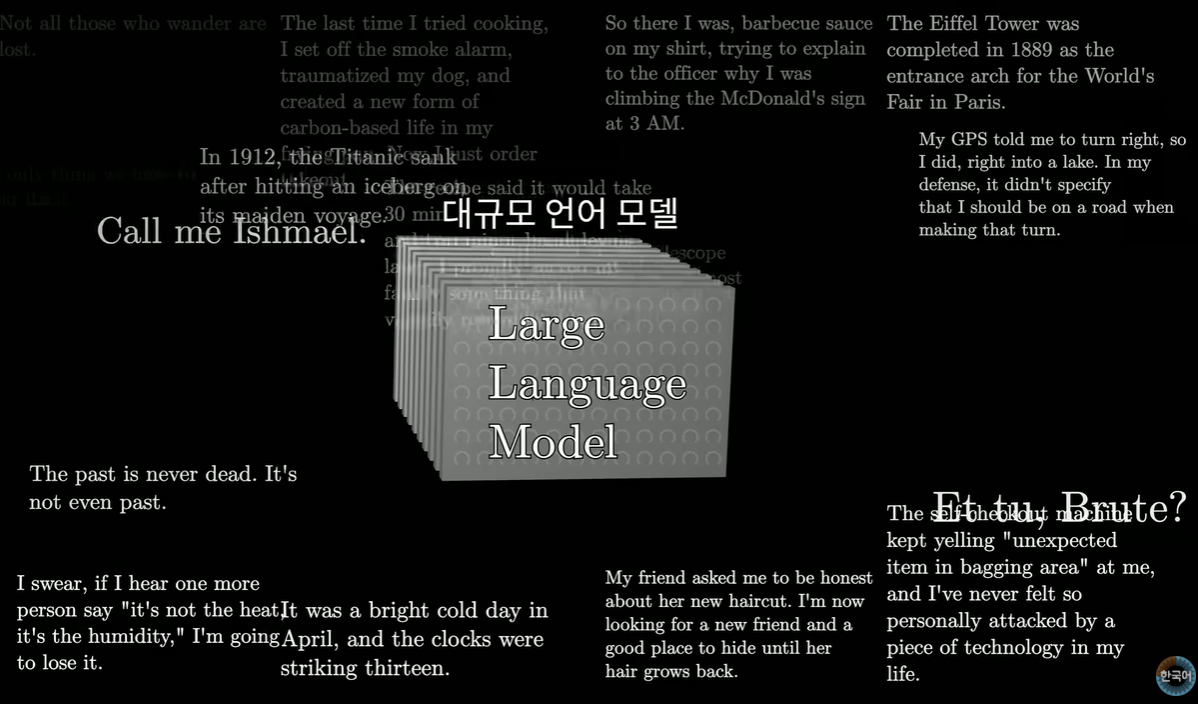 Not all those who wander are
lost.
The last time I tried cooking,
I set off the smoke alarm,
traumatized my dog, and
created a new form of
carbon-based life in my
Now I just order
So there I was, barbecue sauce
on my shirt, trying to explain
to the officer why I was
climbing the McDonald's sign
at 3 AM.
The Eiffel Tower was
completed in 1889 as the
entrance arch for the World's
Fair in Paris.
My GPS told me to turn right, so
I did, right into a lake. In my
defense, it didn't specify
that I should be on a road when
making that turn.
In 1912, the Titanic sank
after hitting an iceberg on
its maiden voyage.
said it would take
30
Call me Ishmael.
대규모 언어 모델
something that
Large
Language
Model
The past is never dead. It's
not even past.
Et tu, Brute?
The self-checkout machine
kept yelling "unexpected
item in bagging area" at me,
and I've never felt so
personally attacked by a
piece of technology in my
life.
I swear, if I hear one more
person say "it's not the heat,
it's the humidity," I'm going
to lose it.
It was a bright cold day in
April, and the clocks were
striking thirteen.
My friend asked me to be honest
about her new haircut. I'm now
looking for a new friend and a
good place to hide until her
hair grows back.
한국어